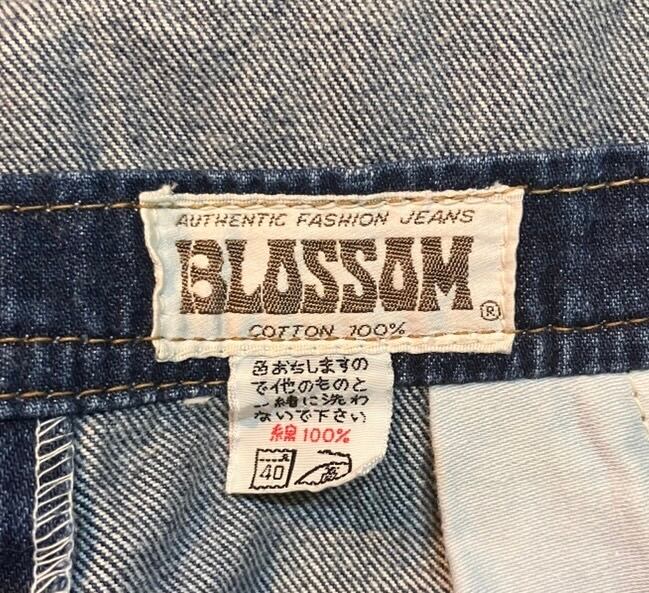 AUTHENTIC FASHION JEANS
BLOSSOM
®
COTTON 100%
色おちしますの
で他のものと
一緒に洗わ
ないで下さい
綿100%
40